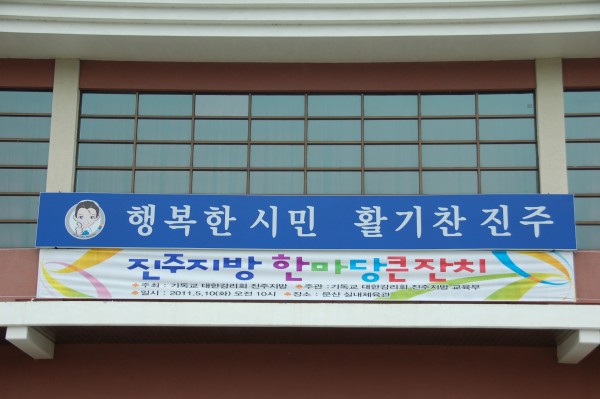 행복한 시민 활기찬 진주
진주지방 한마당큰잔치
◆주최 : 기독교 대한감리회 진주지방 ◆주관 : 기독교 대한감리회 진주지방 교육부
◆일시 : 2011.5.10(화) 오전 10시 ◆장소 : 문산 실내체육관